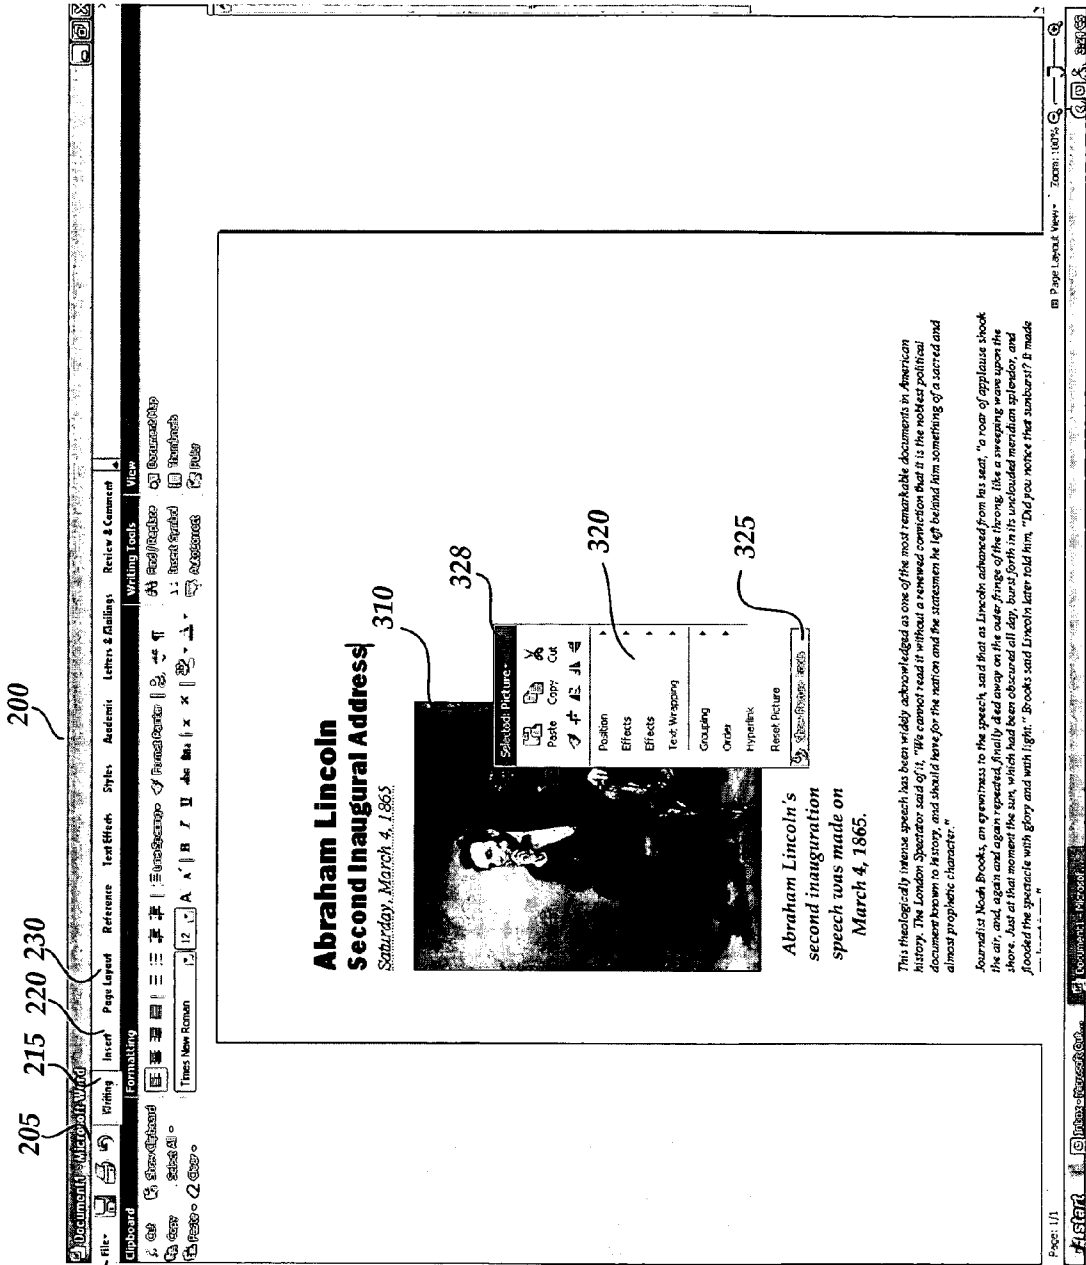 200
205
215
220
230
Document1 - Microsoft Word
File
Writing
Insert
Page Layout
Reference
Text Effects
Styles
Academic
Letters & Mailings
Review & Comment
Clipboard
Formatting
Writing Tools
View
Cut
Show Clipboard
Line Spacing
Format Painter
Find / Replace
Document Map
Copy
Select All
Insert Symbol
Thumbnails
Paste
Clear
Times New Roman
12
B I U abc
Ruler
Abraham Lincoln
Second Inaugural Address
Saturday, March 4, 1865
310
328
Selected: Picture
Paste Copy Cut
Position
Effects
Effects
Text Wrapping
Grouping
Order
Hyperlink
Reset Picture
320
325
Abraham Lincoln's
second inauguration
speech was made on
March 4, 1865.
This theologically intense speech has been widely acknowledged as one of the most remarkable documents in American
history. The London Spectator said of it, "We cannot read it without a renewed conviction that it is the noblest political
document known to history, and should have for the nation and the statesmen he left behind him something of a sacred and
almost prophetic character."
Journalist Noah Brooks, an eyewitness to the speech, said that as Lincoln advanced from his seat, "a roar of applause shook
the air, and, again and again repeated, finally died away on the outer fringe of the throng, like a sweeping wave upon the
shore. Just at that moment the sun, which had been obscured all day, burst forth in its unclouded meridian splendor, and
flooded the spectacle with glory and with light." Brooks said Lincoln later told him, "Did you notice that sunburst? It made
Page: 1/1
Page Layout View
Zoom: 100%
start